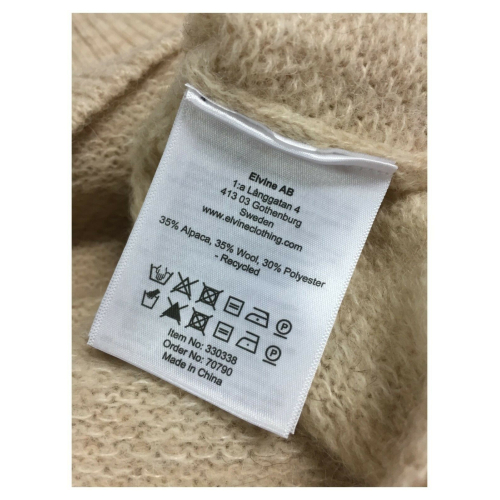 Elvine AB
1:a Långgatan 4
413 03 Gothenburg
Sweden
www.elvineclothing.com
35% Alpaca, 35% Wool, 30% Polyester
- Recycled
Item No: 330338
Order No: 70790
Made in China